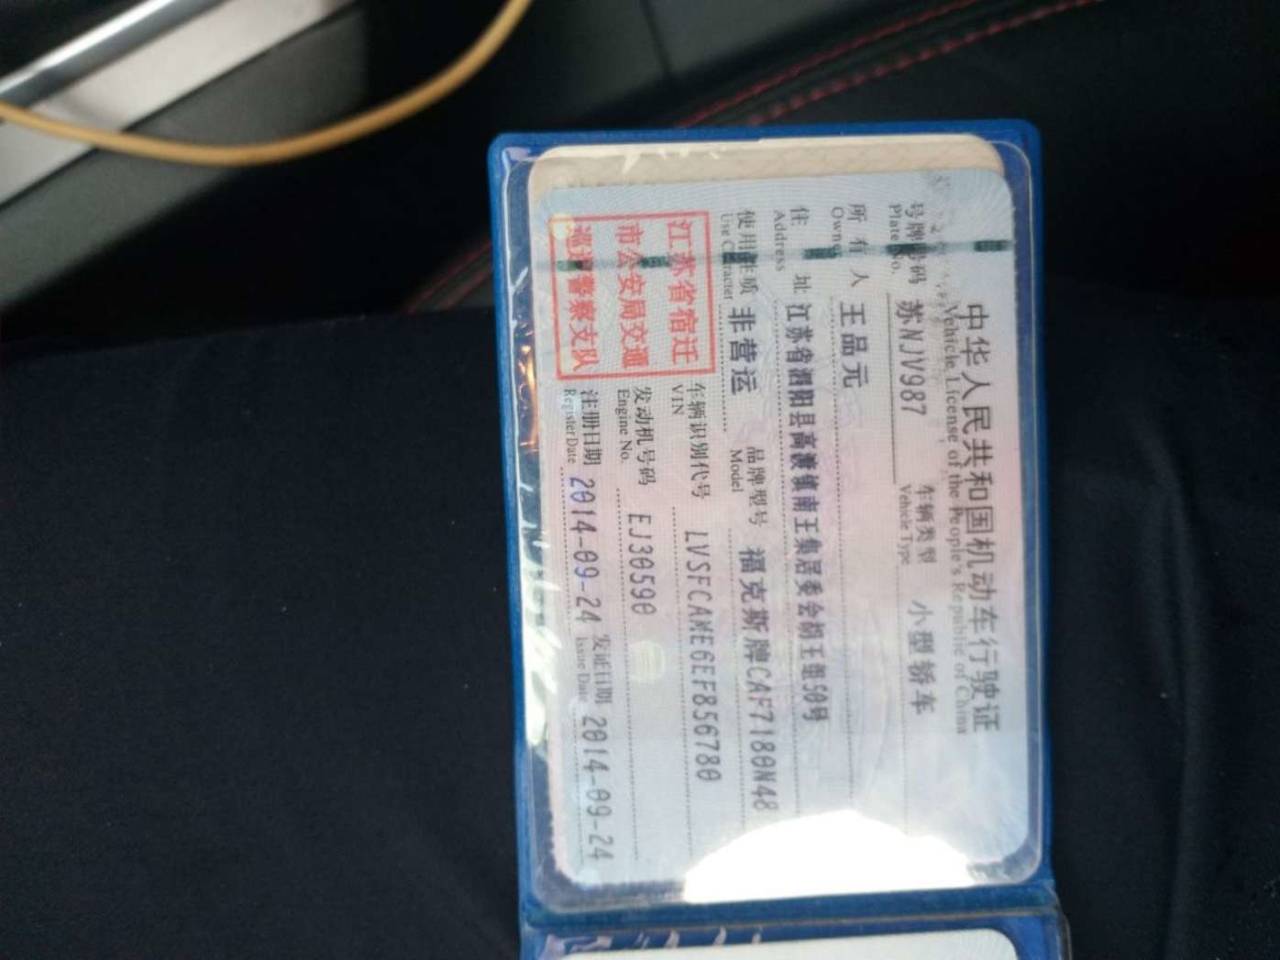 中华人民共和国机动车行驶证
Vehicle License of the People's Republic of China
号牌号码 苏NJV987 车辆类型 小型轿车
Plate No. Vehicle Type
所有人 王品元
Owner
住址 江苏省泗阳县高渡镇南王集居委会胡王组50号
Address
使用性质 非营运 品牌型号 福克斯牌CAF7180N48
Use Character Model
江苏省宿迁
市公安局交通
巡逻警察支队
车辆识别代号 LVSFCAME6EF856780
VIN
发动机号码 EJ30590
Engine No.
注册日期 2014-09-24 发证日期 2014-09-24
Register Date Issue Date